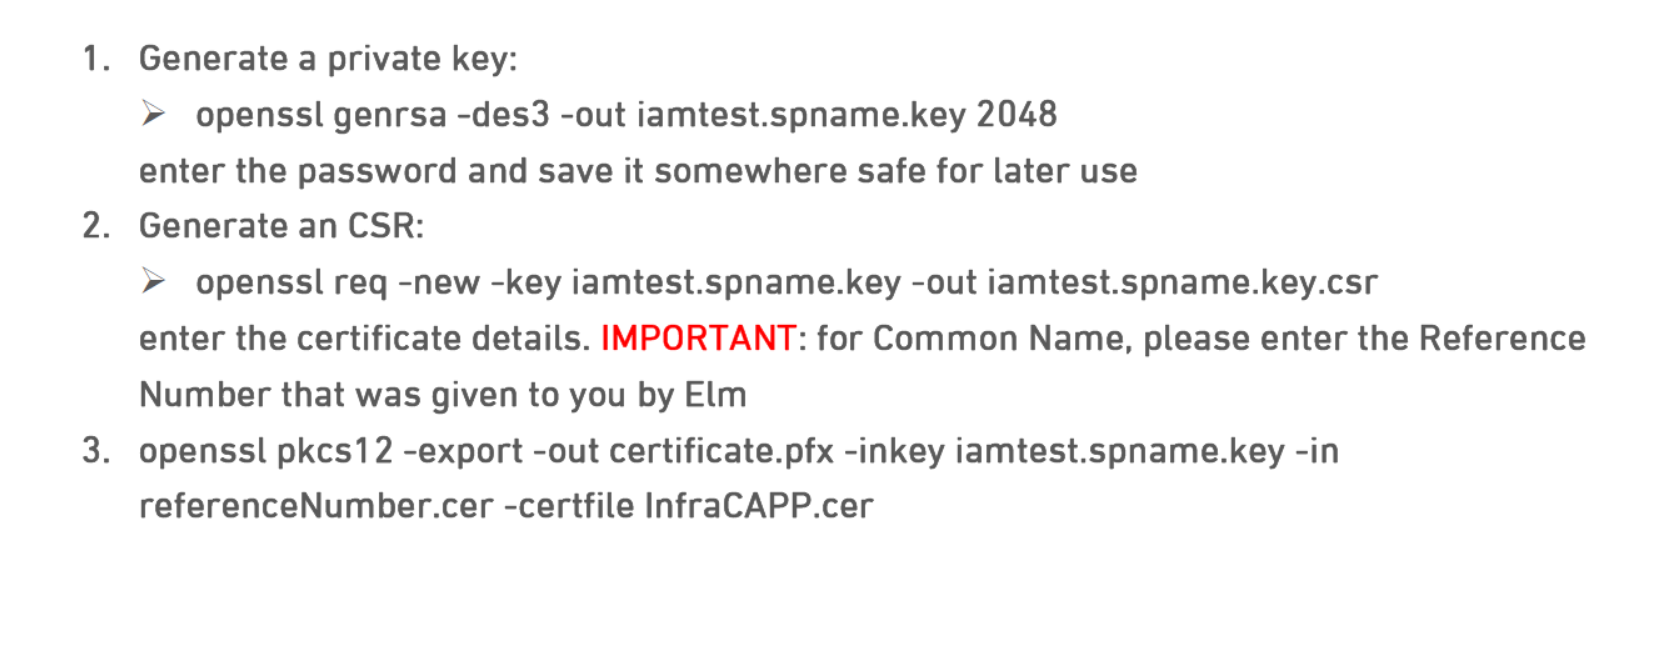 1. Generate a private key:
➢ openssl genrsa -des3 -out iamtest.spname.key 2048
enter the password and save it somewhere safe for later use
2. Generate an CSR:
➢ openssl req -new -key iamtest.spname.key -out iamtest.spname.key.csr
enter the certificate details. IMPORTANT: for Common Name, please enter the Reference
Number that was given to you by Elm
3. openssl pkcs12 -export -out certificate.pfx -inkey iamtest.spname.key -in
referenceNumber.cer -certfile InfraCAPP.cer